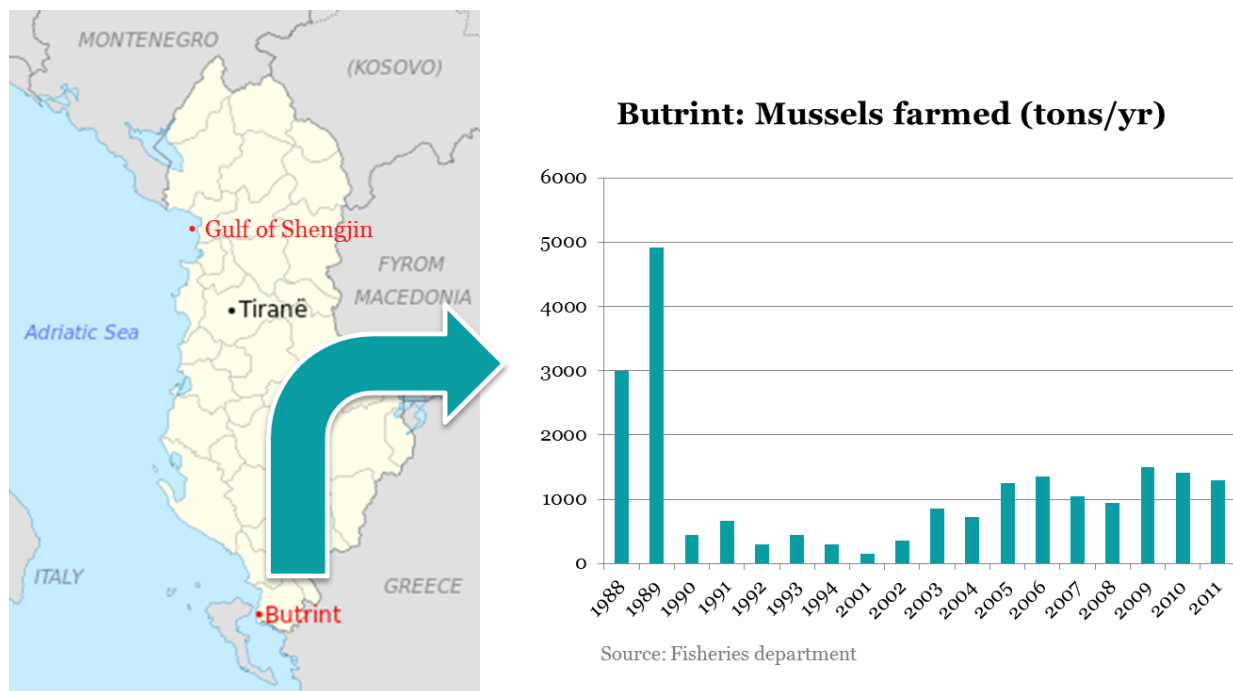 MONTENEGRO
(KOSOVO)
Gulf of Shengjin
FYROM
MACEDONIA
Tiranë
Adriatic Sea
ITALY
GREECE
Butrint
Butrint: Mussels farmed (tons/yr)
6000
5000
4000
3000
2000
1000
0
1988 1989 1990 1991 1992 1993 1994 2001 2002 2003 2004 2005 2006 2007 2008 2009 2010 2011
Source: Fisheries department